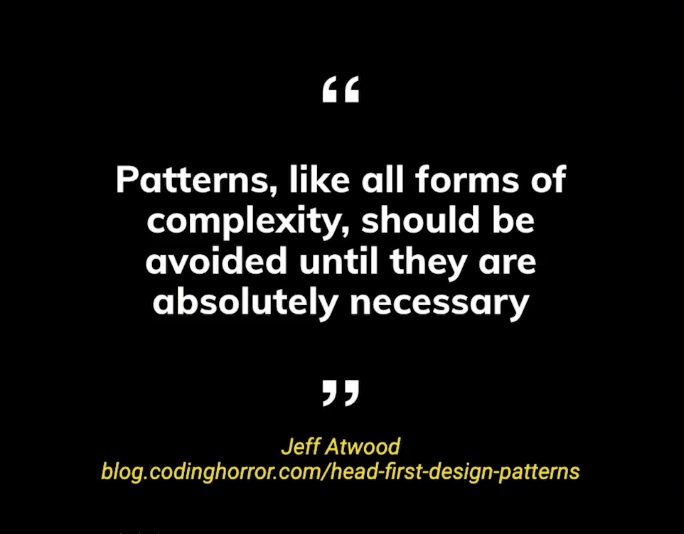 “
Patterns, like all forms of
complexity, should be
avoided until they are
absolutely necessary
”
Jeff Atwood
blog.codinghorror.com/head-first-design-patterns